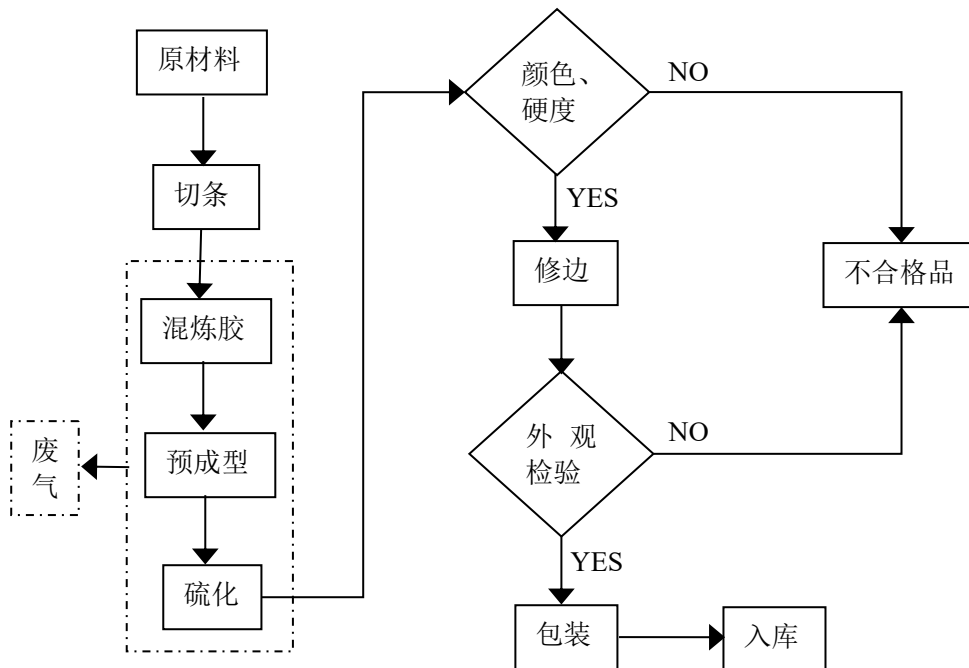 原材料
切条
混炼胶
预成型
硫化
废
气
颜色、
硬度
NO
YES
修边
不合格品
外 观
检验
NO
YES
包装
入库